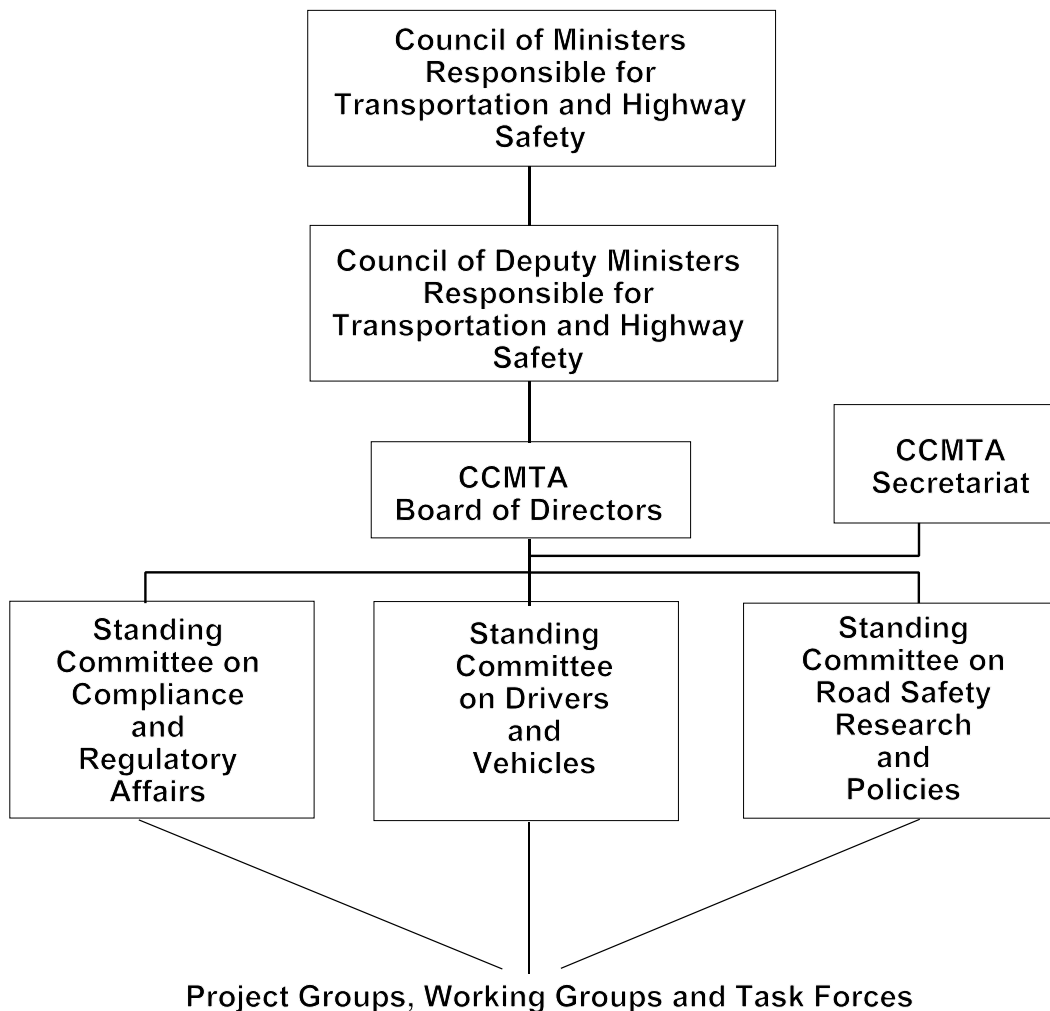 Council of Ministers
Responsible for
Transportation and Highway
Safety
Council of Deputy Ministers
Responsible for
Transportation and Highway
Safety
CCMTA
Board of Directors
CCMTA
Secretariat
Standing
Committee on
Compliance
and
Regulatory
Affairs
Standing
Committee
on Drivers
and
Vehicles
Standing
Committee on
Road Safety
Research
and
Policies
Project Groups, Working Groups and Task Forces